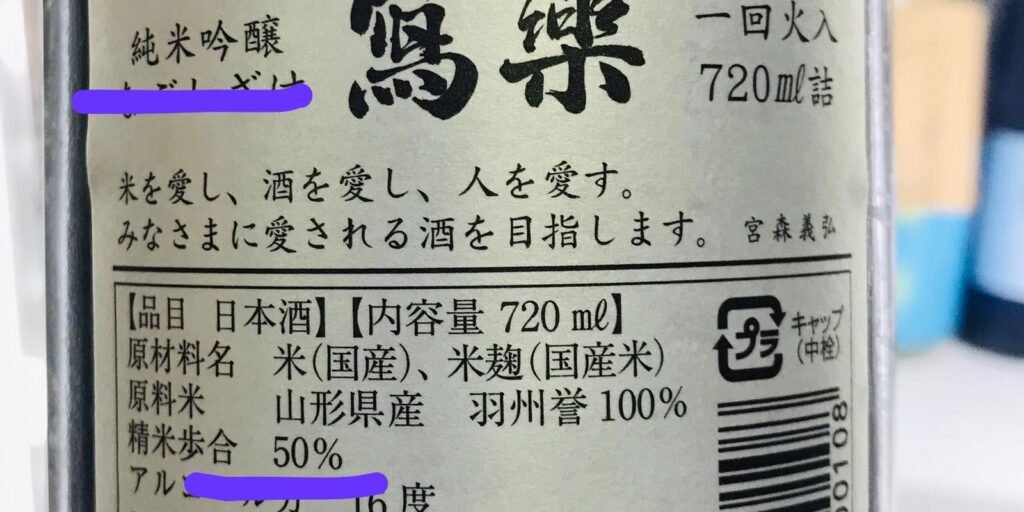 純米吟醸
寫樂
一回火入
720㎖詰
米を愛し、酒を愛し、人を愛す。
みなさまに愛される酒を目指します。 宮森義弘
【品目 日本酒】【内容量 720㎖】
原材料名 米(国産)、米麹(国産米)
原料米 山形県産 羽州誉100%
精米歩合 50%
16度
プラ
キャップ
(中栓)
00108